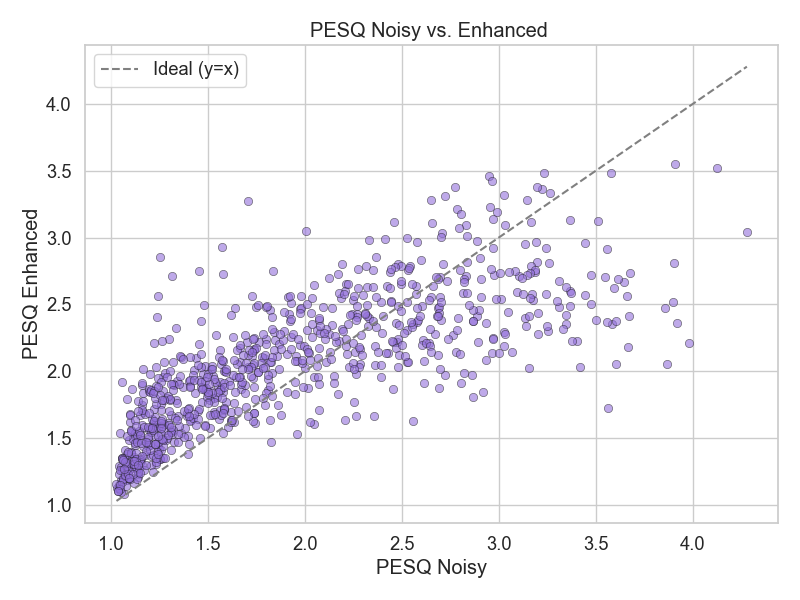 PESQ Noisy vs. Enhanced
Ideal (y=x)
PESQ Enhanced
4.0
3.5
3.0
2.5
2.0
1.5
1.0
1.0 1.5 2.0 2.5 3.0 3.5 4.0
PESQ Noisy